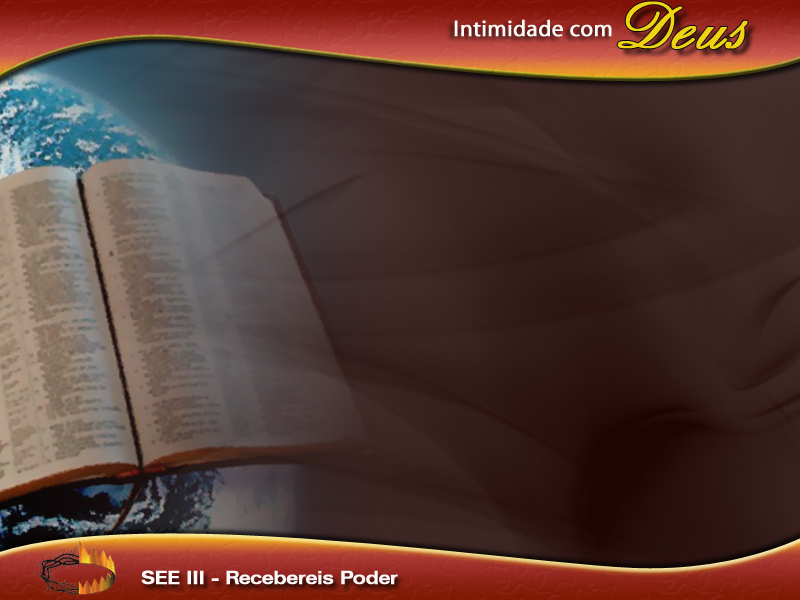 Intimidade com Deus
SEE III - Recebereis Poder